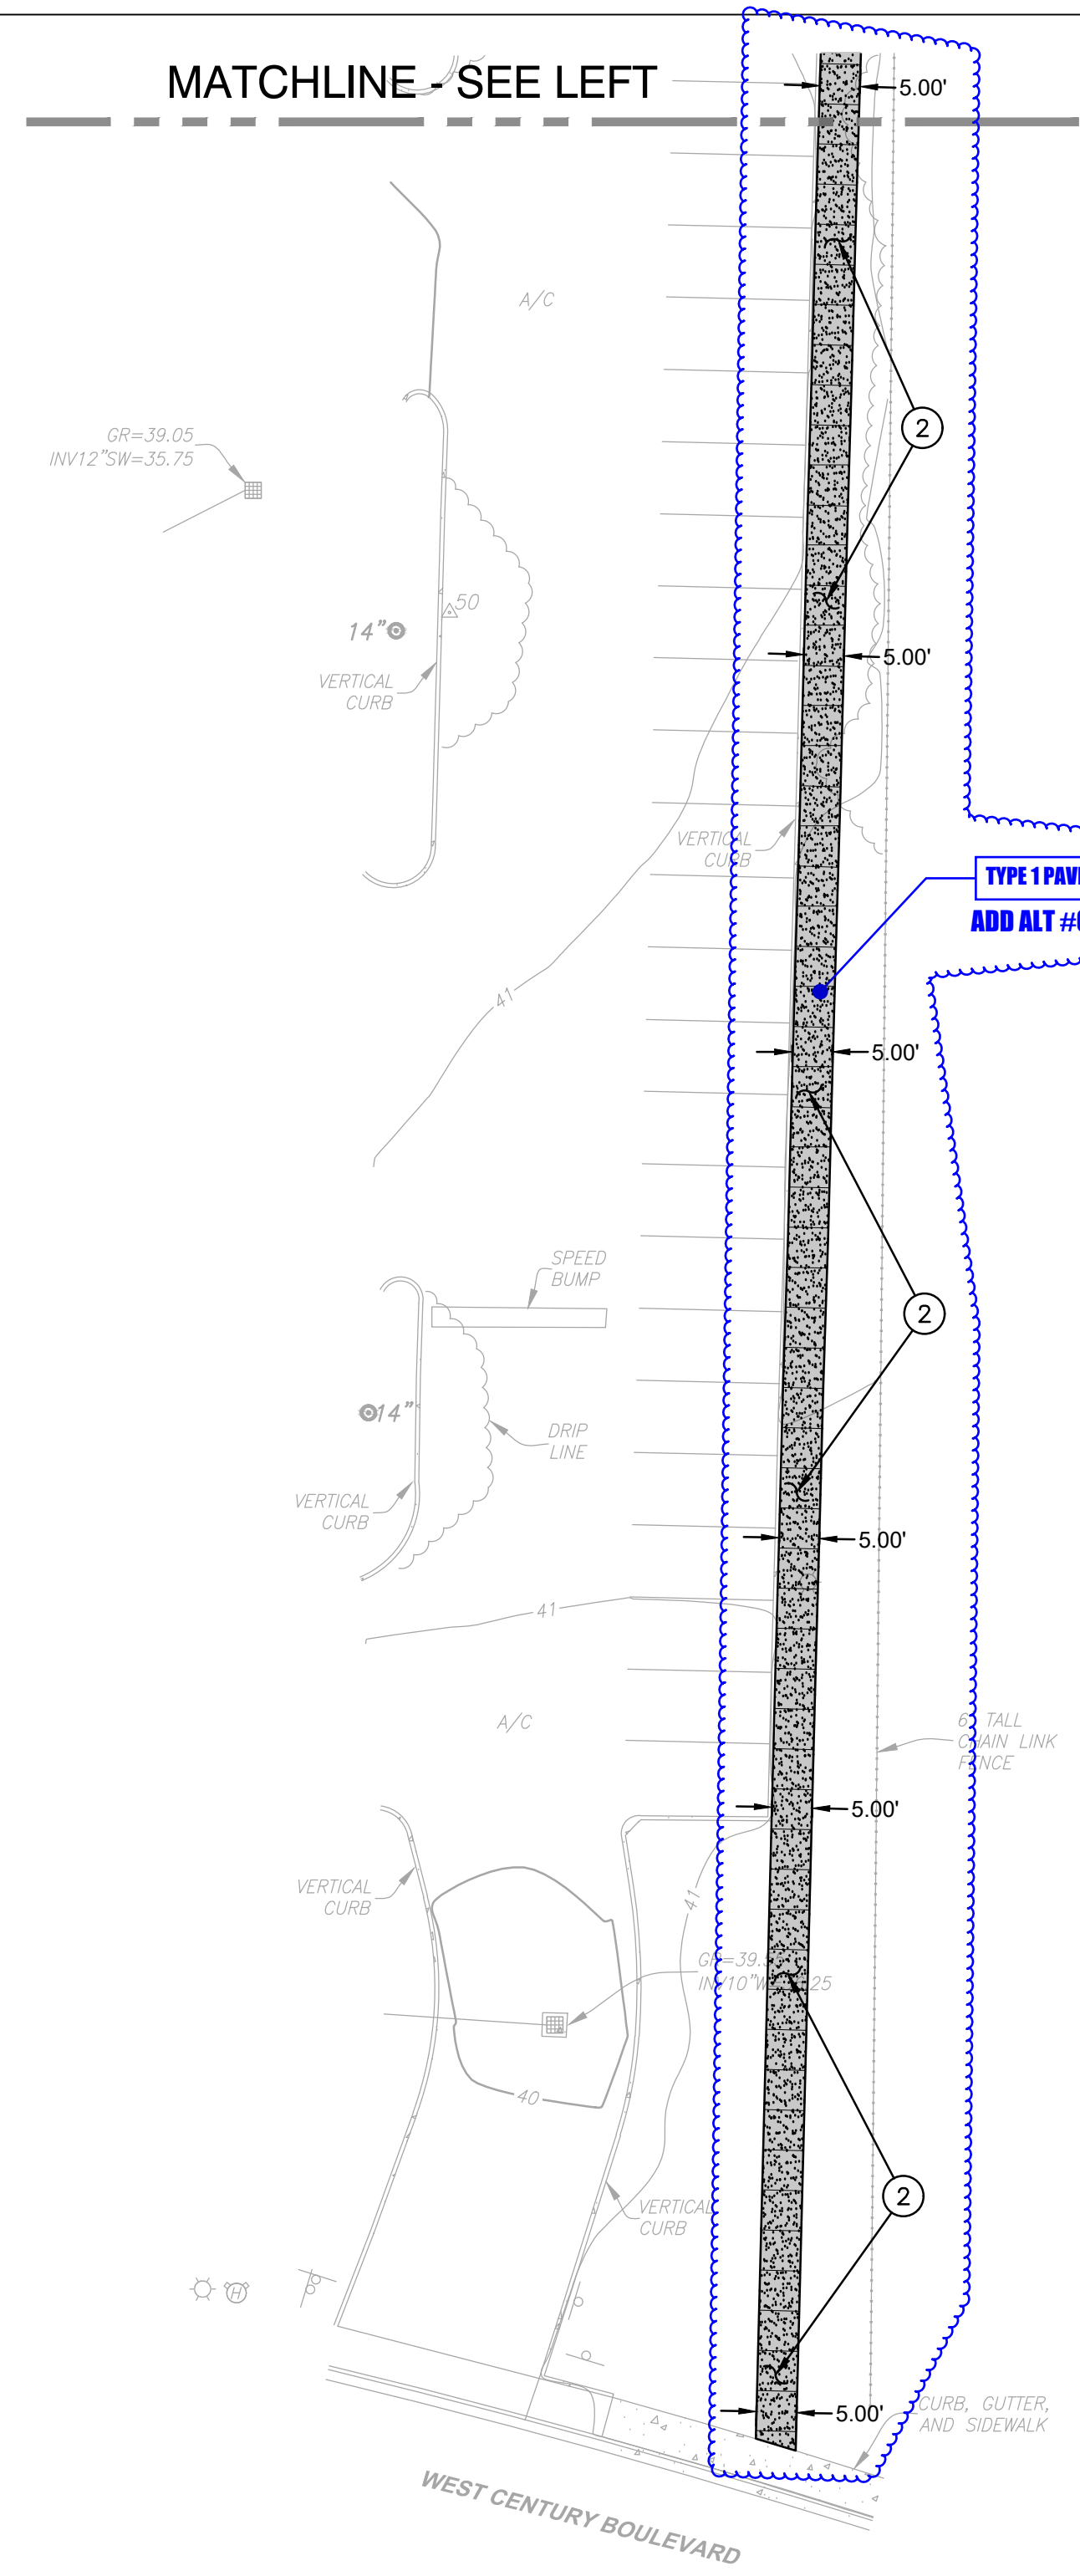 MATCHLINE - SEE LEFT
5.00'
A/C
2
GR=39.05
INV12"SW=35.75
50
14"
5.00'
VERTICAL
CURB
VERTICAL
CURB
TYPE 1
ADD ALT
41
5.00'
SPEED
BUMP
2
14"
DRIP
LINE
VERTICAL
CURB
5.00'
41
A/C
6' TALL
CHAIN LINK
FENCE
5.00'
VERTICAL
CURB
41
40
2
VERTICAL
CURB
H
5.00'
CURB, GUTTER,
AND SIDEWALK
WEST CENTURY BOULEVARD